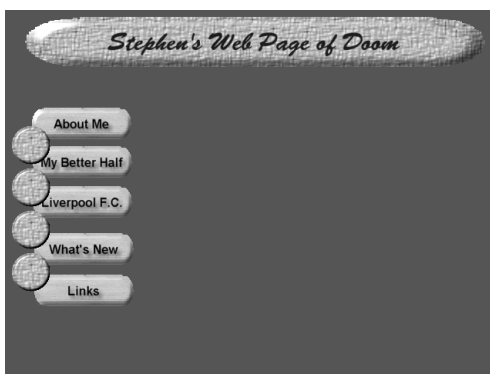 Stephen's Web Page of Doom
About Me
My Better Half
Liverpool F.C.
What's New
Links